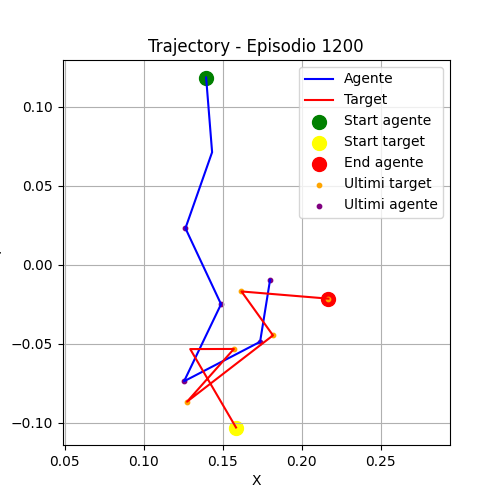 Trajectory - Episodio 1200
Agente
Target
Start agente
Start target
End agente
Ultimi target
Ultimi agente
0.10
0.05
0.00
−0.05
−0.10
0.05
0.10
0.15
0.20
0.25
X